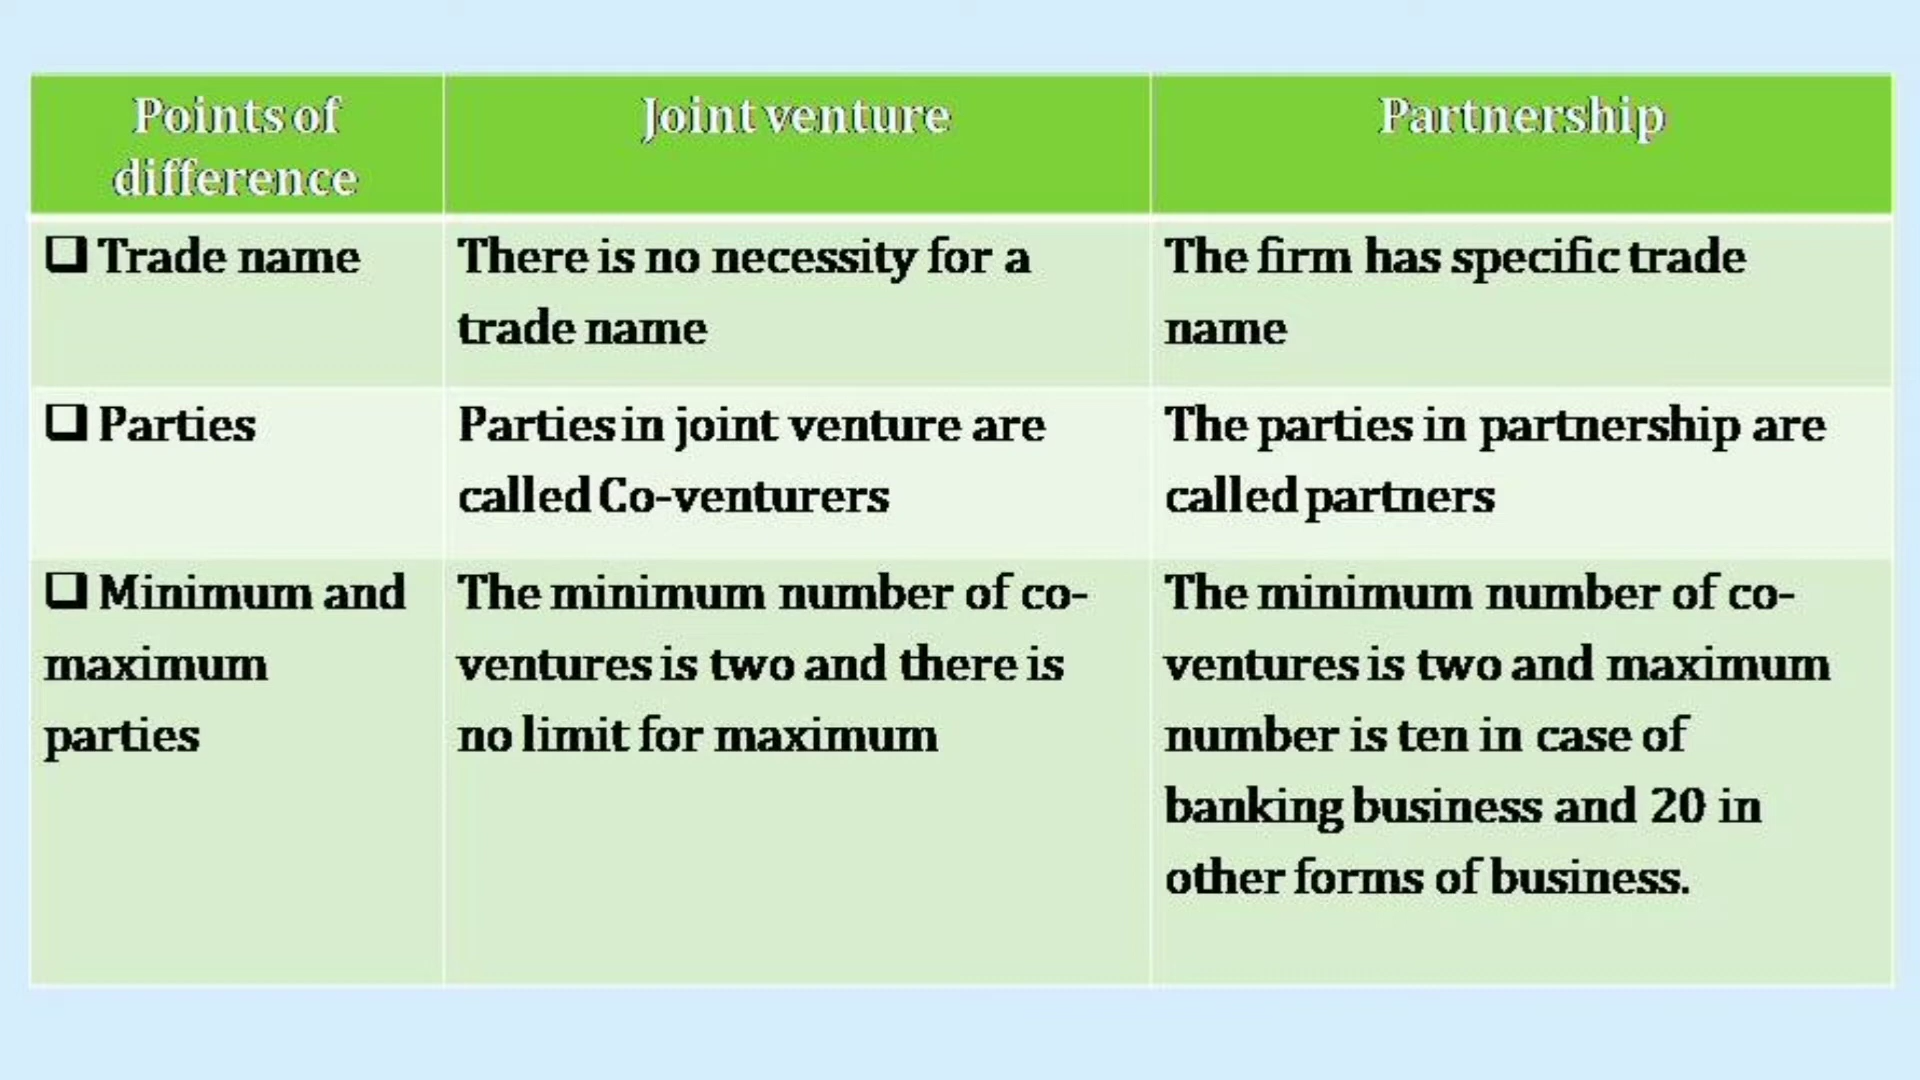 Points of
difference
Joint venture
Partnership
❑ Trade name
There is no necessity for a
trade name
The firm has specific trade
name
❑ Parties
Parties in joint venture are
called Co-venturers
The parties in partnership are
called partners
❑ Minimum and
maximum
parties
The minimum number of co-
ventures is two and there is
no limit for maximum
The minimum number of co-
ventures is two and maximum
number is ten in case of
banking business and 20 in
other forms of business.